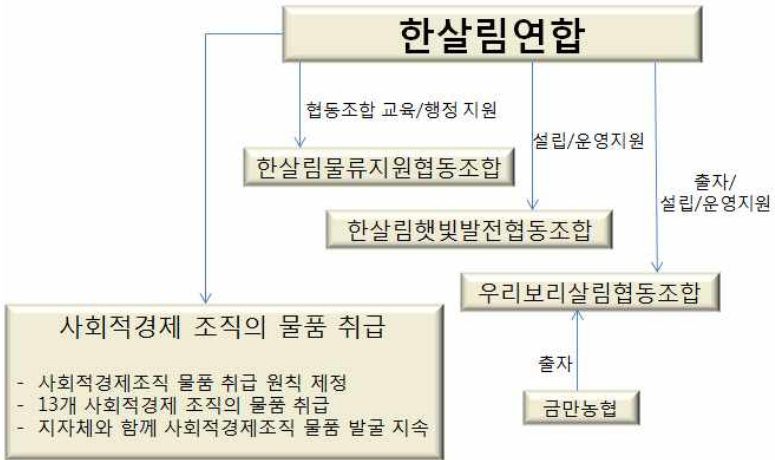 한살림연합
협동조합 교육/행정 지원
한살림물류지원협동조합
설립/운영지원
한살림햇빛발전협동조합
출자/
설립/운영지원
우리보리살림협동조합
출자
금만농협
사회적경제 조직의 물품 취급
- 사회적경제조직 물품 취급 원칙 제정
- 13개 사회적경제 조직의 물품 취급
- 지자체와 함께 사회적경제조직 물품 발굴 지속